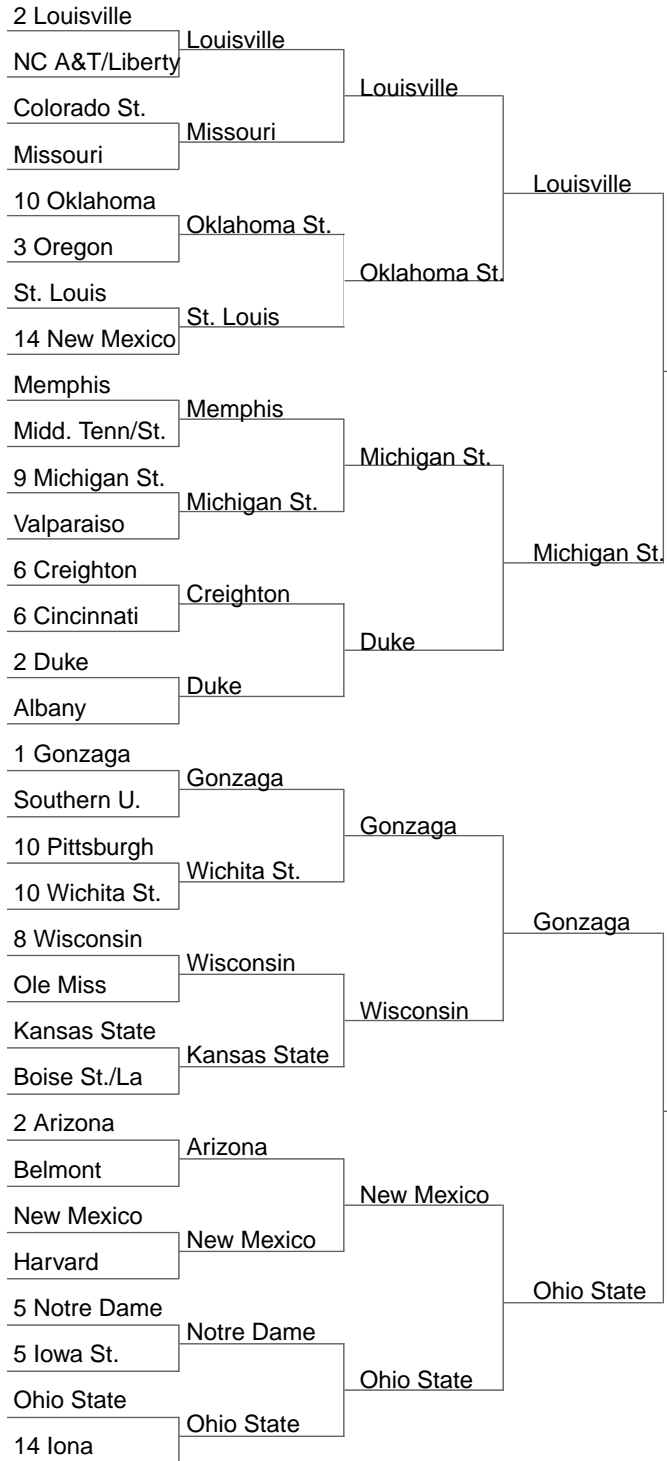 2 Louisville
NC A&T/Liberty
Colorado St.
Missouri
10 Oklahoma
3 Oregon
St. Louis
14 New Mexico
Memphis
Midd. Tenn/St.
9 Michigan St.
Valparaiso
6 Creighton
6 Cincinnati
2 Duke
Albany
1 Gonzaga
Southern U.
10 Pittsburgh
10 Wichita St.
8 Wisconsin
Ole Miss
Kansas State
Boise St./La
2 Arizona
Belmont
New Mexico
Harvard
5 Notre Dame
5 Iowa St.
Ohio State
14 Iona
Louisville
Missouri
Oklahoma St.
St. Louis
Memphis
Michigan St.
Creighton
Duke
Gonzaga
Wichita St.
Wisconsin
Kansas State
Arizona
New Mexico
Notre Dame
Ohio State
Louisville
Oklahoma St.
Michigan St.
Duke
Gonzaga
Wisconsin
New Mexico
Ohio State
Louisville
Michigan St.
Gonzaga
Ohio State